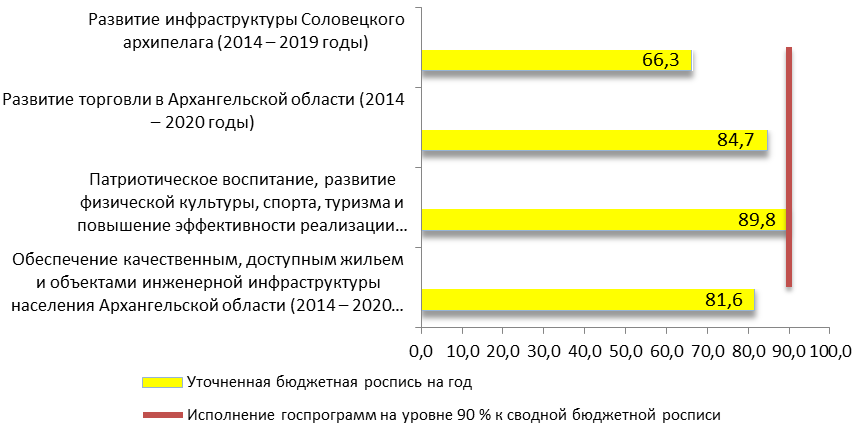 Развитие инфраструктуры Соловецкого
архипелага (2014 – 2019 годы)
66,3
Развитие торговли в Архангельской области (2014
– 2020 годы)
84,7
Патриотическое воспитание, развитие
физической культуры, спорта, туризма и
повышение эффективности реализации...
89,8
Обеспечение качественным, доступным жильем
и объектами инженерной инфраструктуры
населения Архангельской области (2014 – 2020...
81,6
0,0 10,0 20,0 30,0 40,0 50,0 60,0 70,0 80,0 90,0 100,0
Уточненная бюджетная роспись на год
Исполнение госпрограмм на уровне 90 % к сводной бюджетной росписи